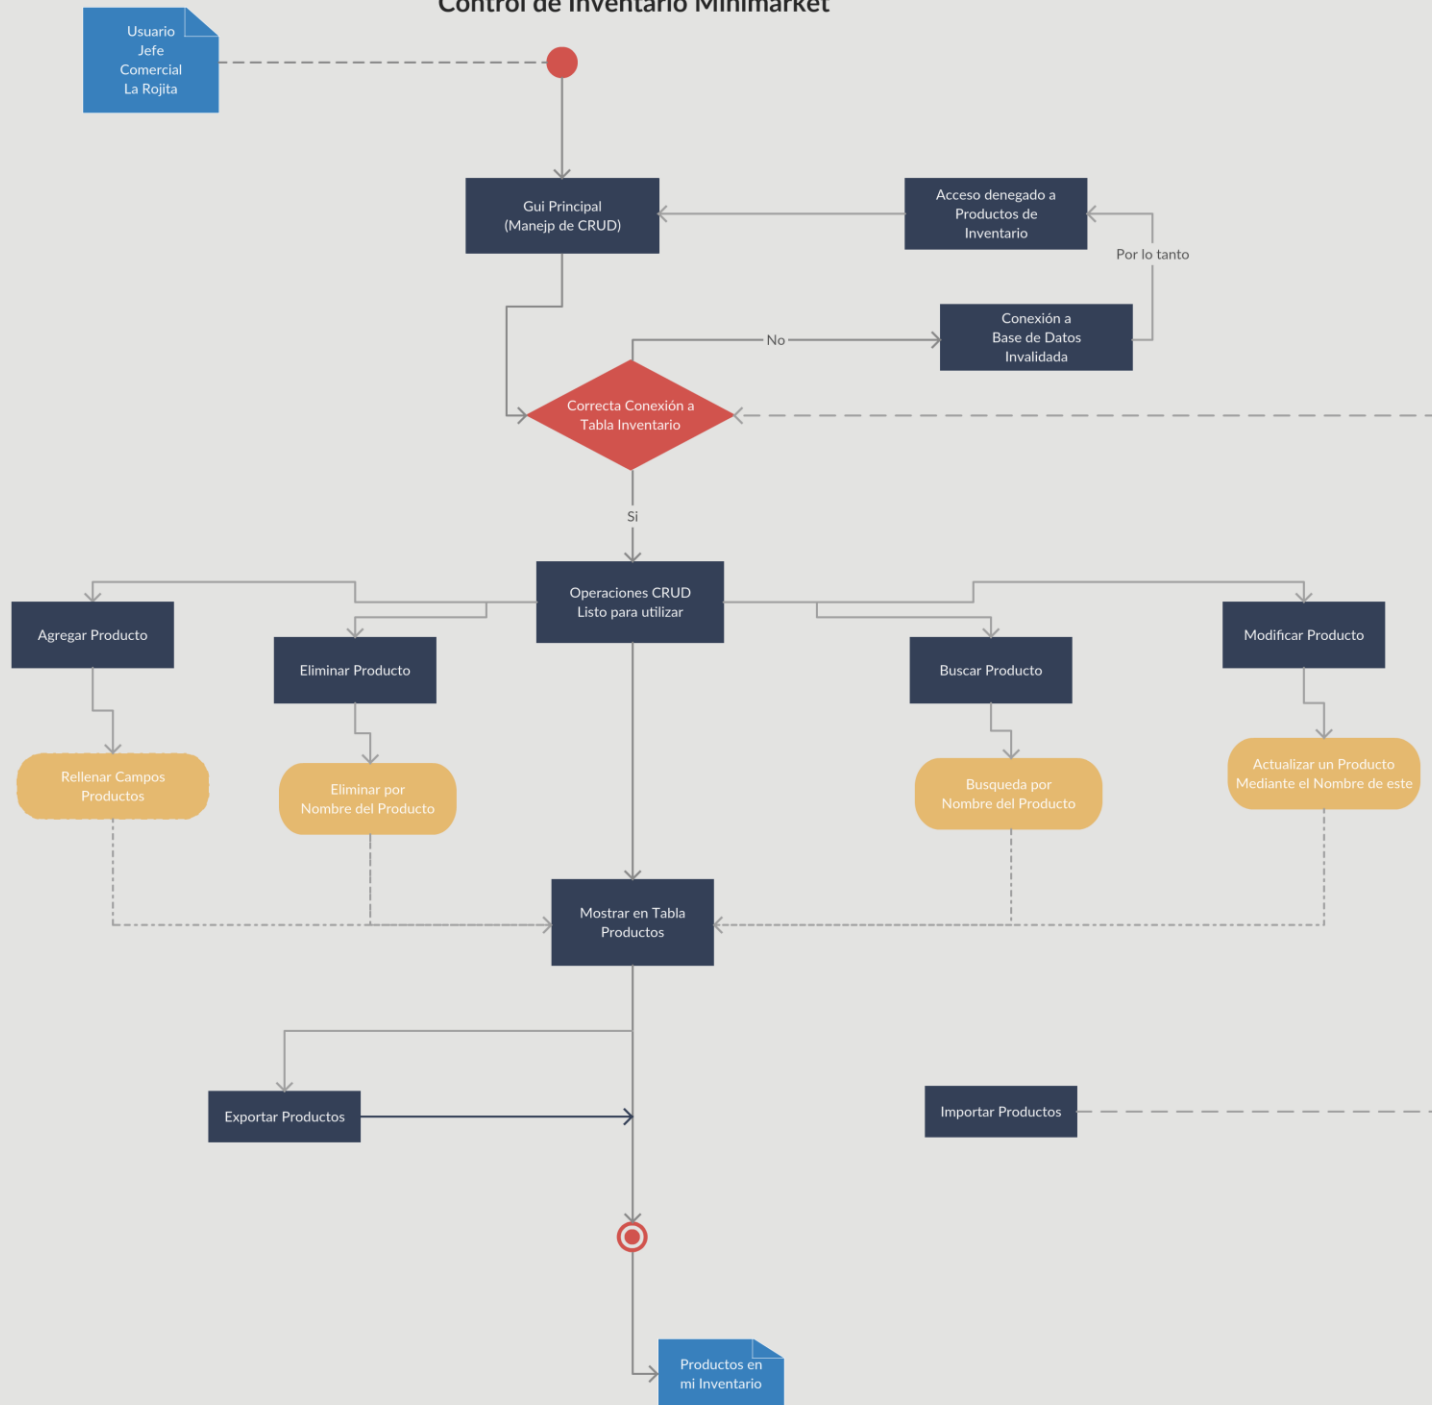 Control de Inventario Minimarket
Usuario
Jefe
Comercial
La Rojita
Gui Principal
(Manejp de CRUD)
Acceso denegado a
Productos de
Inventario
Por lo tanto
Conexión a
Base de Datos
Invalidada
No
Correcta Conexión a
Tabla Inventario
Si
Operaciones CRUD
Listo para utilizar
Agregar Producto
Eliminar Producto
Buscar Producto
Modificar Producto
Rellenar Campos
Productos
Eliminar por
Nombre del Producto
Busqueda por
Nombre del Producto
Actualizar un Producto
Mediante el Nombre de este
Mostrar en Tabla
Productos
Exportar Productos
Importar Productos
Productos en
mi Inventario